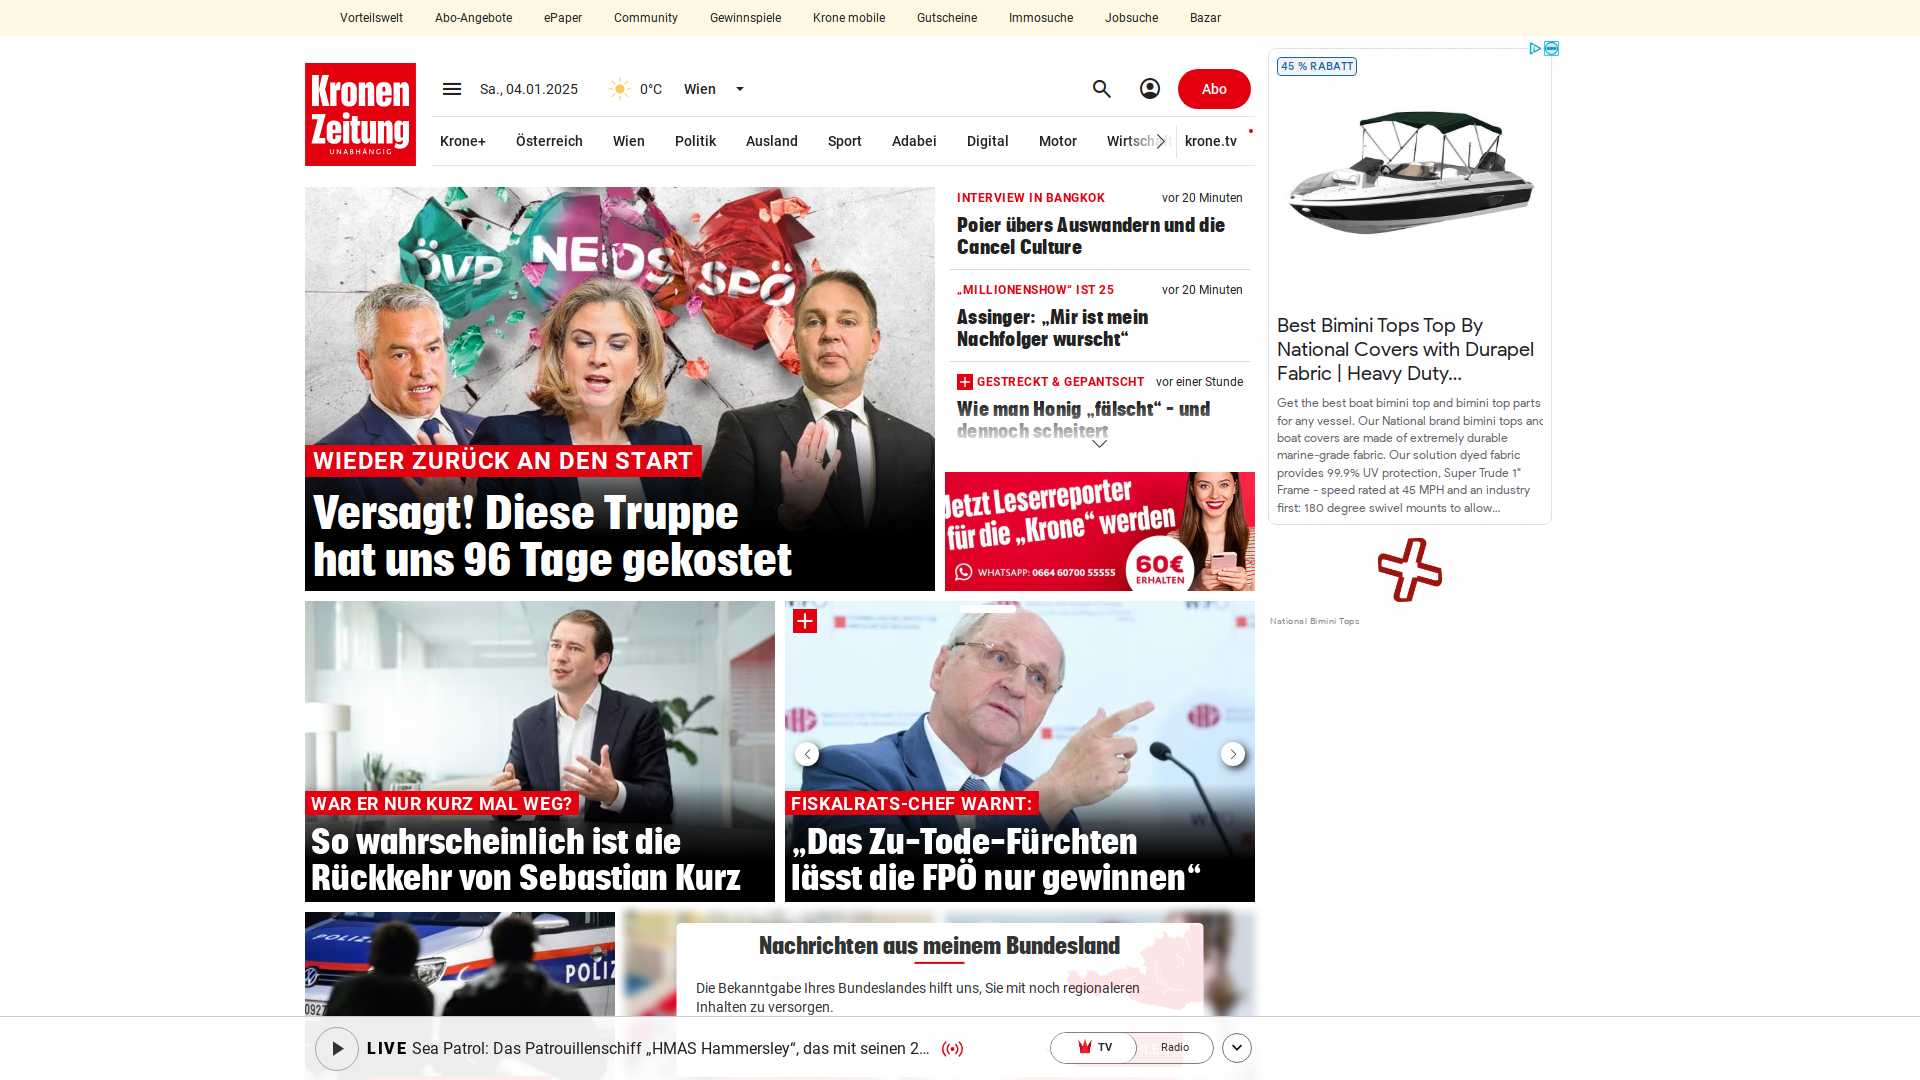 Vorteilswelt
Abo-Angebote
ePaper
Community
Gewinnspiele
Krone mobile
Gutscheine
Immosuche
Jobsuche
Bazar
Kronen
Zeitung
UNABHÄNGIG
Sa., 04.01.2025
0°C
Wien
Abo
Krone+
Österreich
Wien
Politik
Ausland
Sport
Adabei
Digital
Motor
krone.tv
ÖVP
NEOS
SPÖ
WIEDER ZURÜCK AN DEN START
Versagt! Diese Truppe
hat uns 96 Tage gekostet
INTERVIEW IN BANGKOK
vor 20 Minuten
Poier übers Auswandern und die
Cancel Culture
„MILLIONENSHOW“ IST 25
vor 20 Minuten
Assinger: „Mir ist mein
Nachfolger wurscht“
GESTRECKT & GEPANTSCHT
vor einer Stunde
Wie man Honig „fälscht“ – und
dennoch scheitert
Jetzt Leserreporter
für die „Krone“ werden
WHATSAPP: 0664 60700 55555
60€
ERHALTEN
WAR ER NUR KURZ MAL WEG?
So wahrscheinlich ist die
Rückkehr von Sebastian Kurz
FISKALRATS-CHEF WARNT:
„Das Zu-Tode-Fürchten
lässt die FPÖ nur gewinnen“
POLIZ
Nachrichten aus meinem Bundesland
Die Bekanntgabe Ihres Bundeslandes hilft uns, Sie mit noch regionaleren
Inhalten zu versorgen.
LIVE Sea Patrol: Das Patrouillenschiff „HMAS Hammersley“, das mit seinen 2...
TV
Radio
45 % RABATT
Best Bimini Tops Top By
National Covers with Durapel
Fabric | Heavy Duty...
Get the best boat bimini top and bimini top parts
for any vessel. Our National brand bimini tops and
boat covers are made of extremely durable
marine-grade fabric. Our solution dyed fabric
provides 99.9% UV protection, Super Trude 1"
Frame - speed rated at 45 MPH and an industry
first: 180 degree swivel mounts to allow...
National Bimini Tops